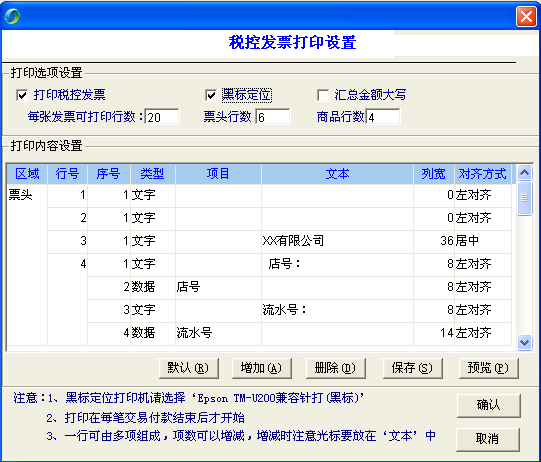 税控发票打印设置
打印选项设置
打印税控发票 黑标定位 汇总金额大写
每张发票可打印行数：20 票头行数 6 商品行数 4
打印内容设置
区域 行号 序号 类型 项目 文本 列宽 对齐方式
票头 1 1 文字 0 左对齐
2 1 文字 0 左对齐
3 1 文字 XX有限公司 36 居中
4 1 文字 店号： 8 左对齐
2 数据 店号 8 左对齐
3 文字 流水号： 8 左对齐
4 数据 流水号 14 左对齐
默认(R) 增加(A) 删除(D) 保存(S) 预览(P)
注意：1、黑标定位打印机请选择‘Epson TM-U200兼容针打(黑标)’
2、打印在每笔交易付款结束后才开始
3、一行可由多项组成，项数可以增减，增减时注意光标要放在‘文本’中
确认
取消